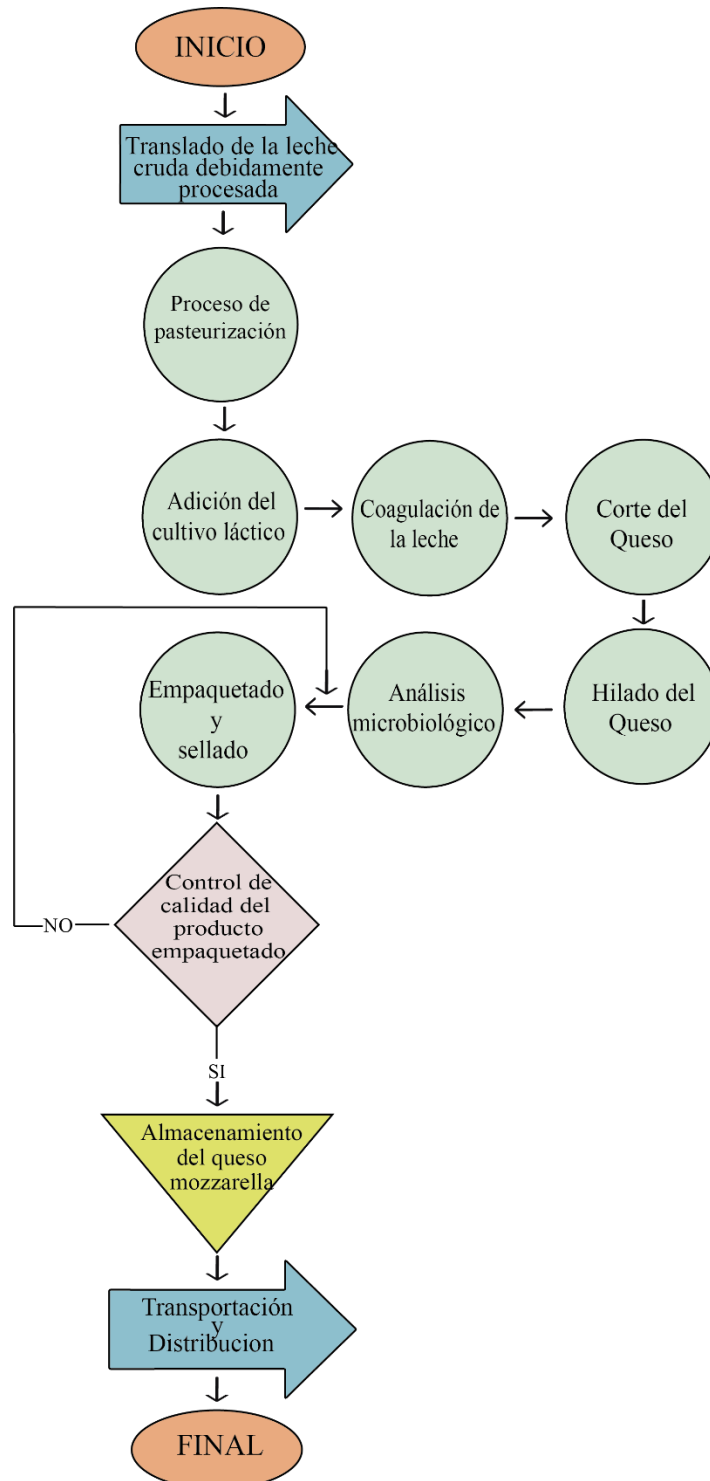 INICIO
Translado de la leche
cruda debidamente
procesada
Proceso de
pasteurización
Adición del
cultivo láctico
Coagulación de
la leche
Corte del
Queso
Hilado del
Queso
Análisis
microbiológico
Empaquetado
y
sellado
Control de
calidad del
producto
empaquetado
NO
SI
Almacenamiento
del queso
mozzarella
Transportación
y
Distribucion
FINAL